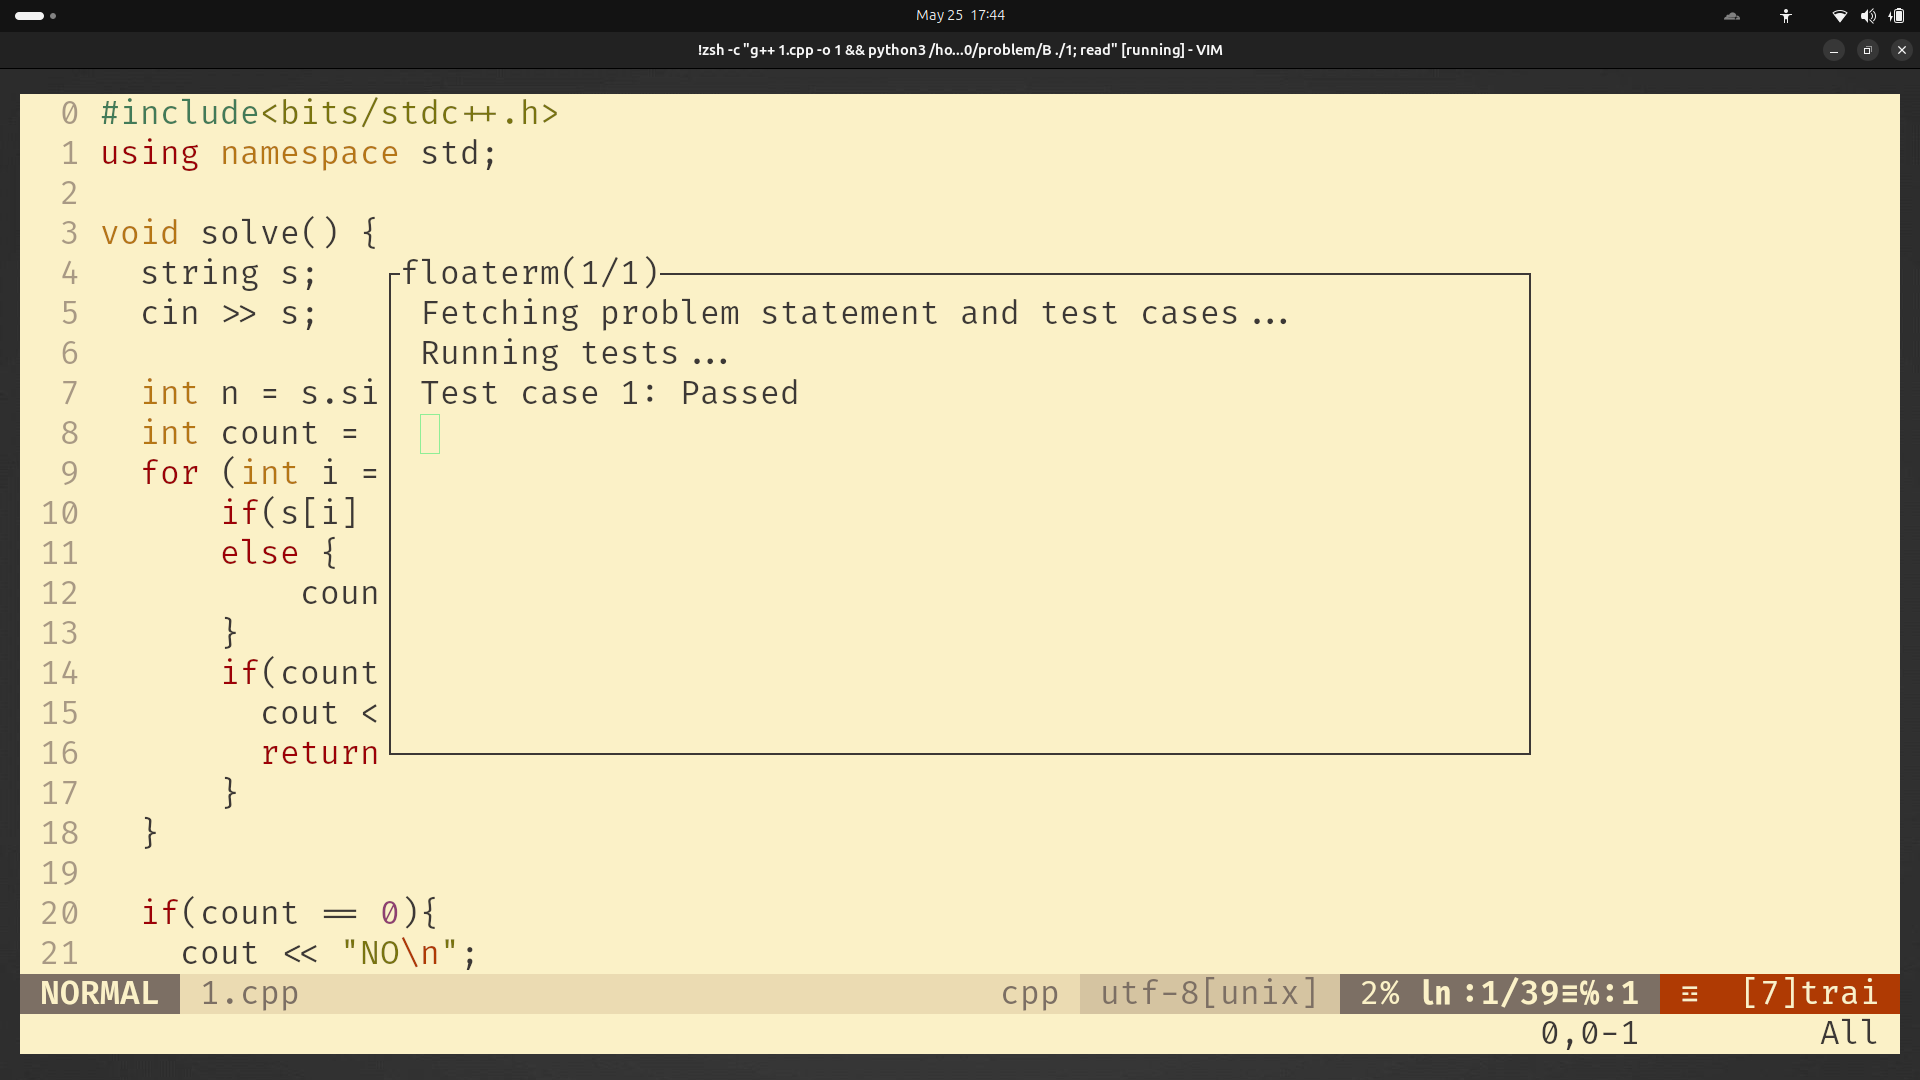 May 25 17:44
!zsh -c "g++ 1.cpp -o 1 && python3 /ho...0/problem/B ./1; read" [running] - VIM
0 #include<bits/stdc++.h>
1 using namespace std;
2
3 void solve() {
4 string s;
floaterm(1/1)
5 cin >> s;
Fetching problem statement and test cases...
6
Running tests...
7 int n = s.si
Test case 1: Passed
8 int count =
9 for (int i =
10 if(s[i]
11 else {
12 coun
13 }
14 if(count
15 cout <
16 return
17 }
18 }
19
20 if(count == 0){
21 cout << "NO\n";
NORMAL 1.cpp cpp utf-8[unix] 2% ln :1/39≡℅:1 ☲ [7]trai
0,0-1 All